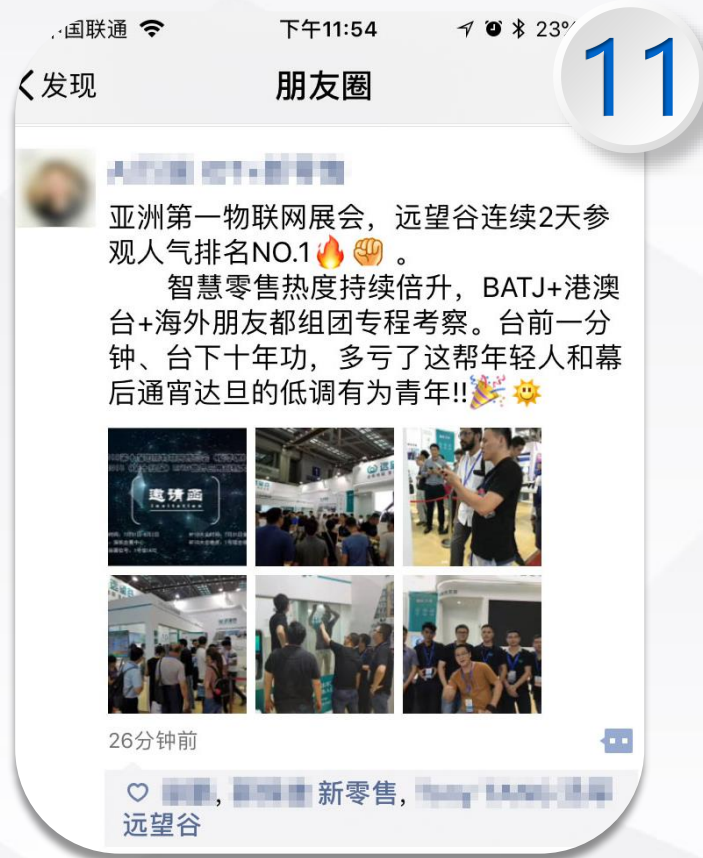 国联通
下午11:54
23%
11
发现
朋友圈
亚洲第一物联网展会，远望谷连续2天参
观人气排名NO.1🔥✊。
智慧零售热度持续倍升，BATJ+港澳
台+海外朋友都组团专程考察。台前一分
钟、台下十年功，多亏了这帮年轻人和幕
后通宵达旦的低调有为青年!!🎉🌞
邀请函
Invitation
远望谷
26分钟前
, 新零售,
远望谷